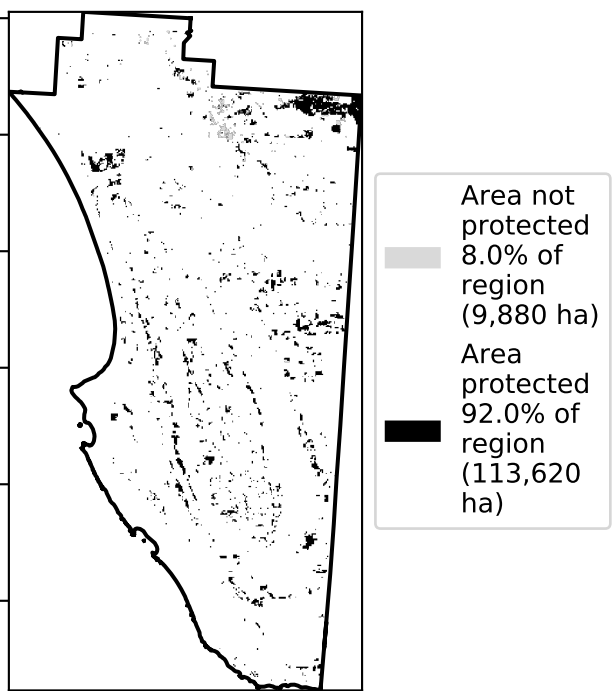 Area not
protected
8.0% of
region
(9,880 ha)
Area
protected
92.0% of
region
(113,620
ha)